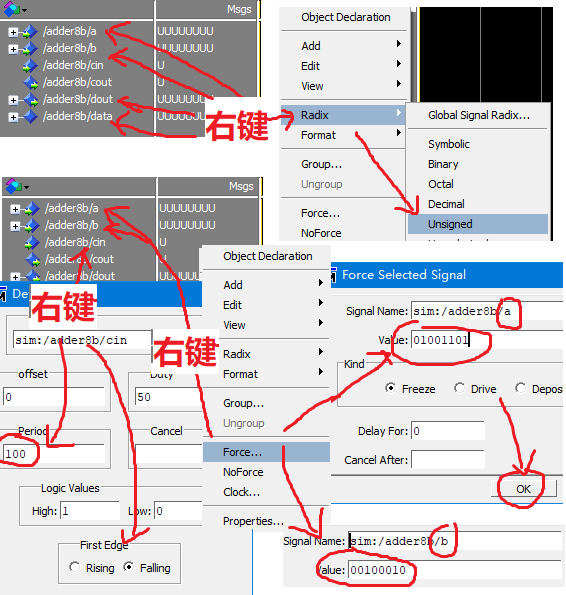 Msgs
/adder8b/a UUUUUUUU
/adder8b/b UUUUUUUU
/adder8b/cin U
/adder8b/cout U
/adder8b/dout UUUUUUUU
/adder8b/data UUUUUUUU
右键
Object Declaration
Add
Edit
View
Radix
Format
Group...
Ungroup
Force...
NoForce
Global Signal Radix...
Symbolic
Binary
Octal
Decimal
Unsigned
Msgs
/adder8b/a UUUUUUUU
/adder8b/b UUUUUUUU
/adder8b/cin U
/adder8b/cout U
/adder8b/dout
右键
右键
De
sim:/adder8b/cin
offset
0
Duty
50
Period
100
Cancel
Logic Values
High: 1 Low: 0
First Edge
Rising Falling
Object Declaration
Add
Edit
View
Radix
Format
Group...
Ungroup
Force...
NoForce
Clock...
Properties...
Force Selected Signal
Signal Name: sim:/adder8b/a
Value: 01001101
Kind
Freeze Drive Depos
Delay For: 0
Cancel After:
OK
Signal Name: sim:/adder8b/b
Value: 00100010